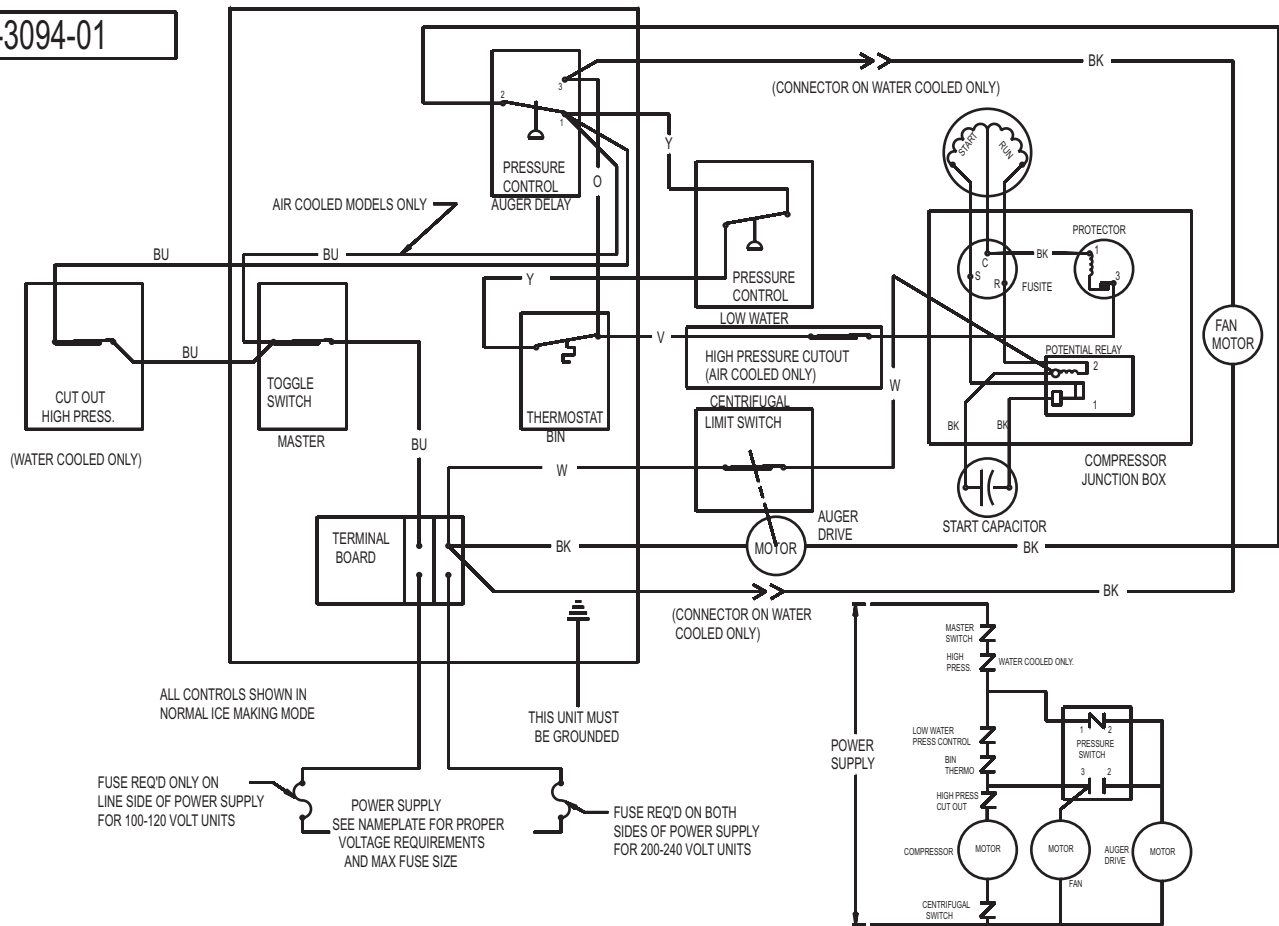 -3094-01
BK
(CONNECTOR ON WATER COOLED ONLY)
3
2
1
PRESSURE
CONTROL
AUGER DELAY
Y
O
START
RUN
AIR COOLED MODELS ONLY
BU
BU
PROTECTOR
1
BK
3
C
S
R
FUSITE
Y
PRESSURE
CONTROL
LOW WATER
FAN
MOTOR
V
HIGH PRESSURE CUTOUT
(AIR COOLED ONLY)
POTENTIAL RELAY
2
1
BU
CUT OUT
HIGH PRESS.
(WATER COOLED ONLY)
TOGGLE
SWITCH
MASTER
THERMOSTAT
BIN
CENTRIFUGAL
LIMIT SWITCH
W
BK
BK
BU
W
COMPRESSOR
JUNCTION BOX
START CAPACITOR
TERMINAL
BOARD
BK
MOTOR
AUGER
DRIVE
BK
BK
(CONNECTOR ON WATER
COOLED ONLY)
ALL CONTROLS SHOWN IN
NORMAL ICE MAKING MODE
THIS UNIT MUST
BE GROUNDED
FUSE REQ'D ONLY ON
LINE SIDE OF POWER SUPPLY
FOR 100-120 VOLT UNITS
POWER SUPPLY
SEE NAMEPLATE FOR PROPER
VOLTAGE REQUIREMENTS
AND MAX FUSE SIZE
FUSE REQ'D ON BOTH
SIDES OF POWER SUPPLY
FOR 200-240 VOLT UNITS
POWER
SUPPLY
MASTER
SWITCH
HIGH
PRESS.
WATER COOLED ONLY.
LOW WATER
PRESS CONTROL
BIN
THERMO
HIGH PRESS
CUT OUT
1
2
PRESSURE
SWITCH
3
2
COMPRESSOR
MOTOR
MOTOR
FAN
AUGER
DRIVE
MOTOR
CENTRIFUGAL
SWITCH